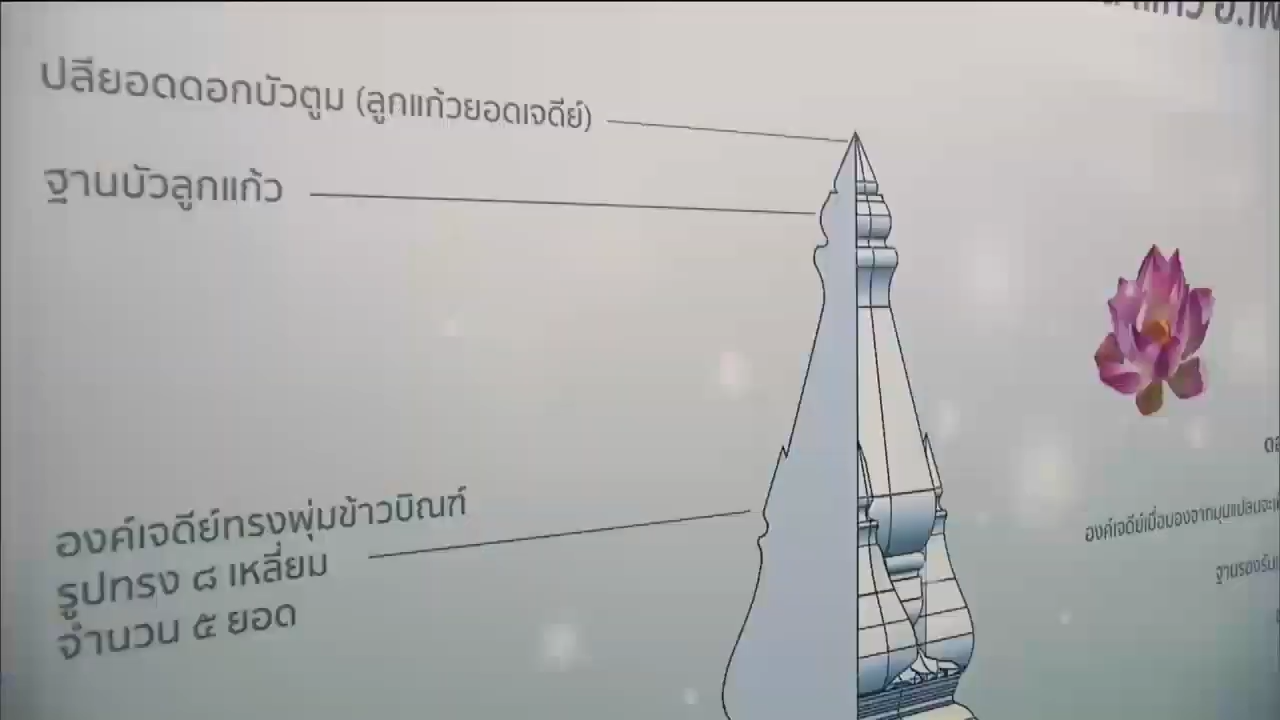 ปลียอดดอกบัวตูม (ลูกแก้วยอดเจดีย์)
ฐานบัวลูกแก้ว
องค์เจดีย์ทรงพุ่มข้าวบิณฑ์
รูปทรง ๘ เหลี่ยม
จำนวน ๕ ยอด
องค์เจดีย์เมื่อมองจากมุมแปลน
ฐานรองรับ